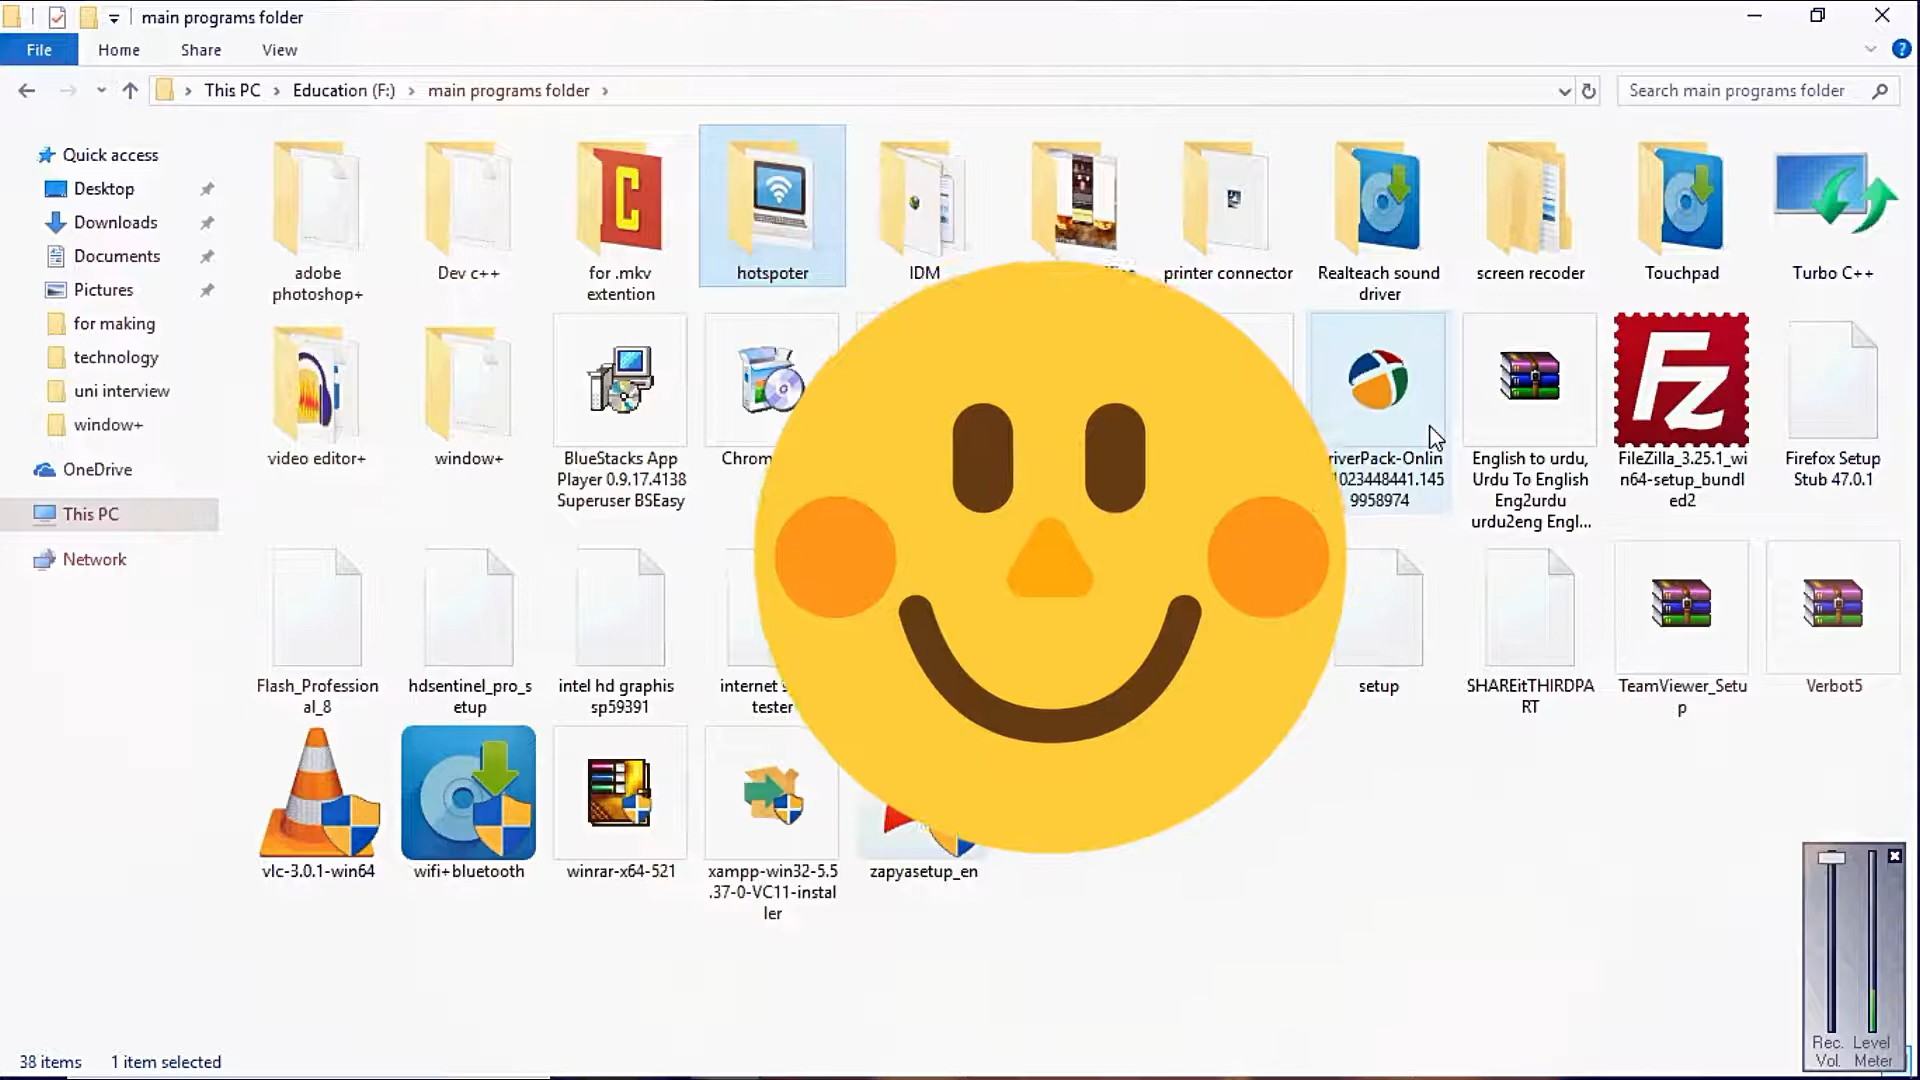 main programs folder
File Home Share View
This PC Education (F:) main programs folder
Search main programs folder
Quick access
Desktop
Downloads
Documents
Pictures
for making
technology
uni interview
window+
OneDrive
This PC
Network
adobe
photoshop+
Dev c++
for .mkv
extention
hotspoter
IDM
printer connector
Realteach sound
driver
screen recoder
Touchpad
Turbo C++
video editor+
window+
BlueStacks App
Player 0.9.17.4138
Superuser BSEasy
Chrom
riverPack-Onlin
1023448441.145
9958974
English to urdu,
Urdu To English
Eng2urdu
urdu2eng Engl...
FileZilla_3.25.1_wi
n64-setup_bundl
ed2
Firefox Setup
Stub 47.0.1
Flash_Profession
al_8
hdsentinel_pro_s
etup
intel hd graphis
sp59391
internet
tester
setup
SHAREitTHIRDPA
RT
TeamViewer_Setu
p
Verbot5
vlc-3.0.1-win64
wifi+bluetooth
winrar-x64-521
xampp-win32-5.5
.37-0-VC11-instal
ler
zapyasetup_en
Rec. Level
Vol. Meter
38 items 1 item selected